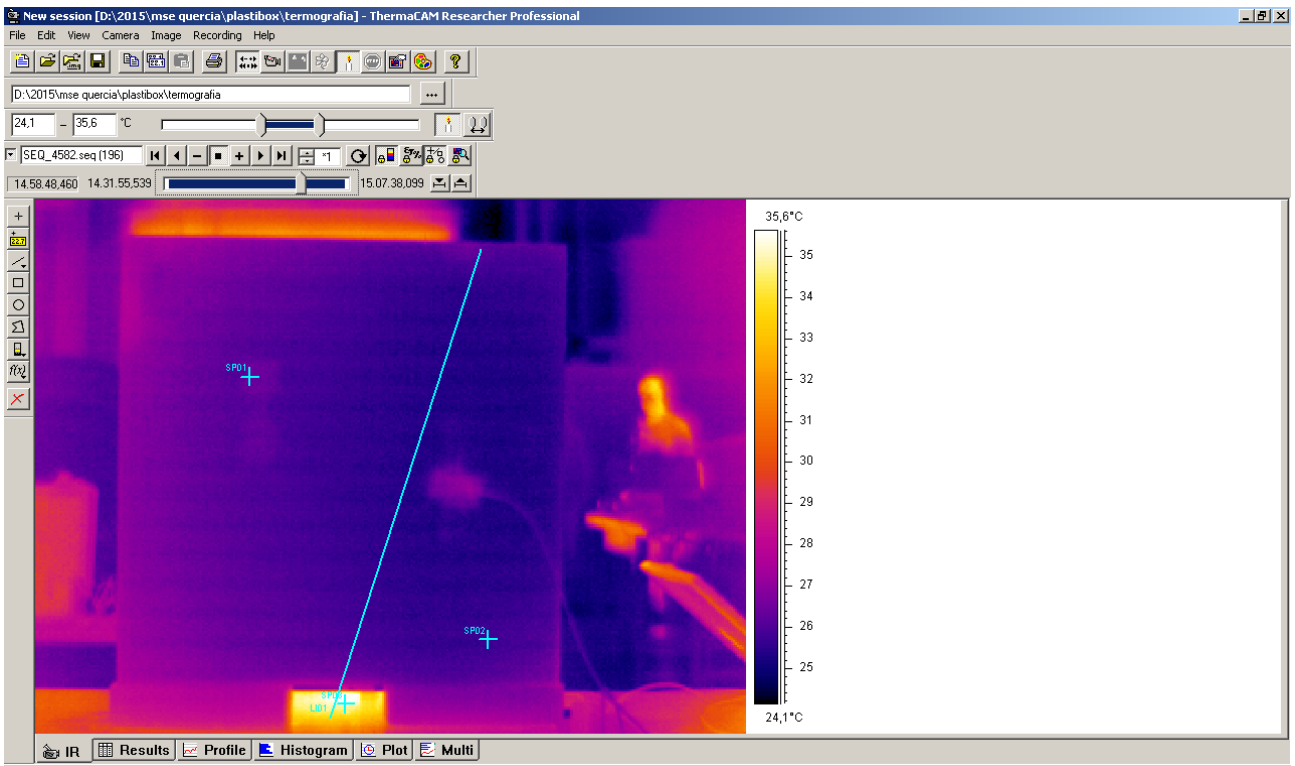 New session [D:\2015\mse quercia\plastibox\termografia] - ThermaCAM Researcher Professional
File Edit View Camera Image Recording Help
D:\2015\mse quercia\plastibox\termografia ...
24,1 – 35,6 °C
SEQ_4582.seq (196) *1
14.58.48,460 14.31.55,539 15.07.38,099
22.7
f(x)
SP01
SP02
LI01
35,6°C
35
34
33
32
31
30
29
28
27
26
25
24,1°C
IR Results Profile Histogram Plot Multi